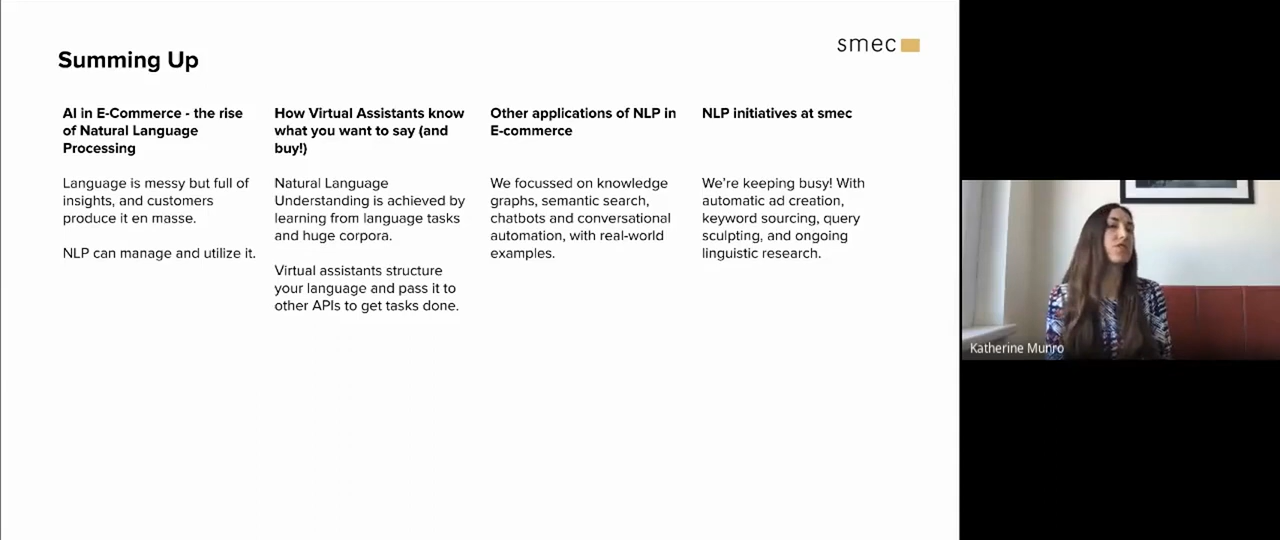 Summing Up
smec
AI in E-Commerce - the rise
of Natural Language
Processing
Language is messy but full of
insights, and customers
produce it en masse.
NLP can manage and utilize it.
How Virtual Assistants know
what you want to say (and
buy!)
Natural Language
Understanding is achieved by
learning from language tasks
and huge corpora.
Virtual assistants structure
your language and pass it to
other APIs to get tasks done.
Other applications of NLP in
E-commerce
We focussed on knowledge
graphs, semantic search,
chatbots and conversational
automation, with real-world
examples.
NLP initiatives at smec
We're keeping busy! With
automatic ad creation,
keyword sourcing, query
sculpting, and ongoing
linguistic research.
Katherine Munro